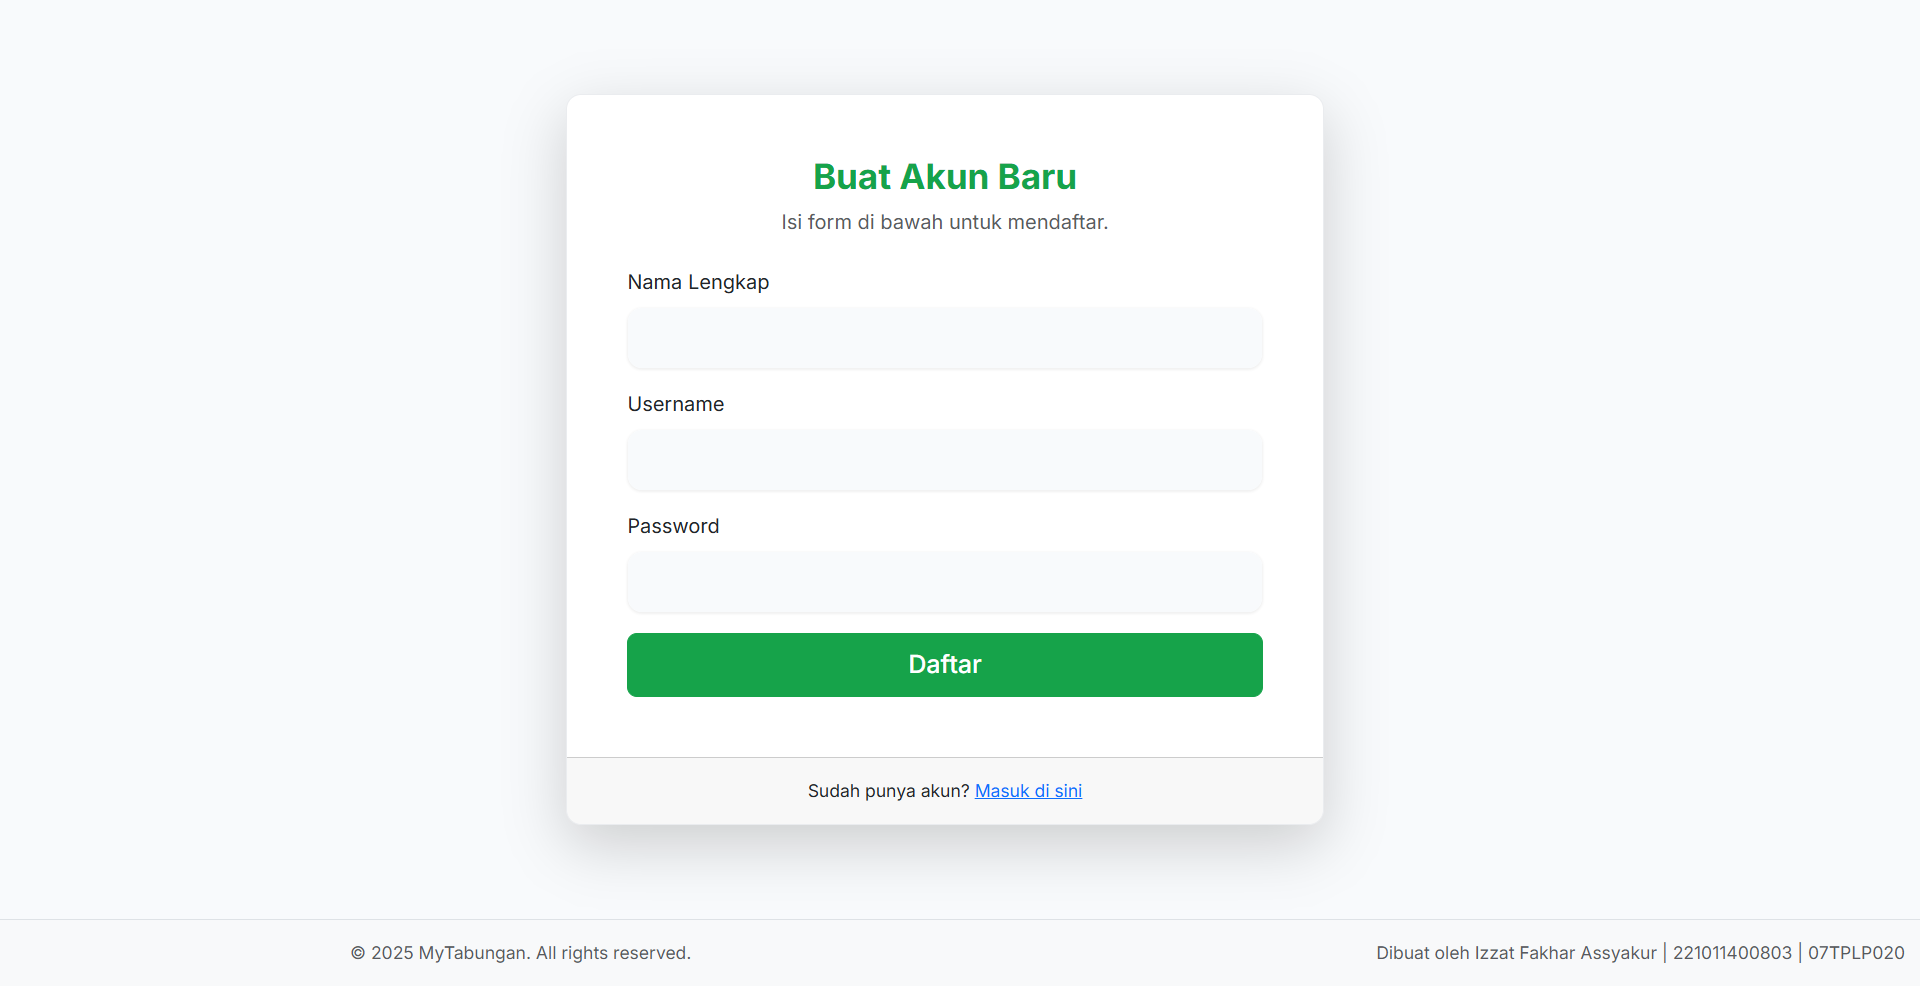 Buat Akun Baru
Isi form di bawah untuk mendaftar.
Nama Lengkap
Username
Password
Daftar
Sudah punya akun? Masuk di sini
© 2025 MyTabungan. All rights reserved.
Dibuat oleh Izzat Fakhar Assyakur | 221011400803 | 07TPLP020